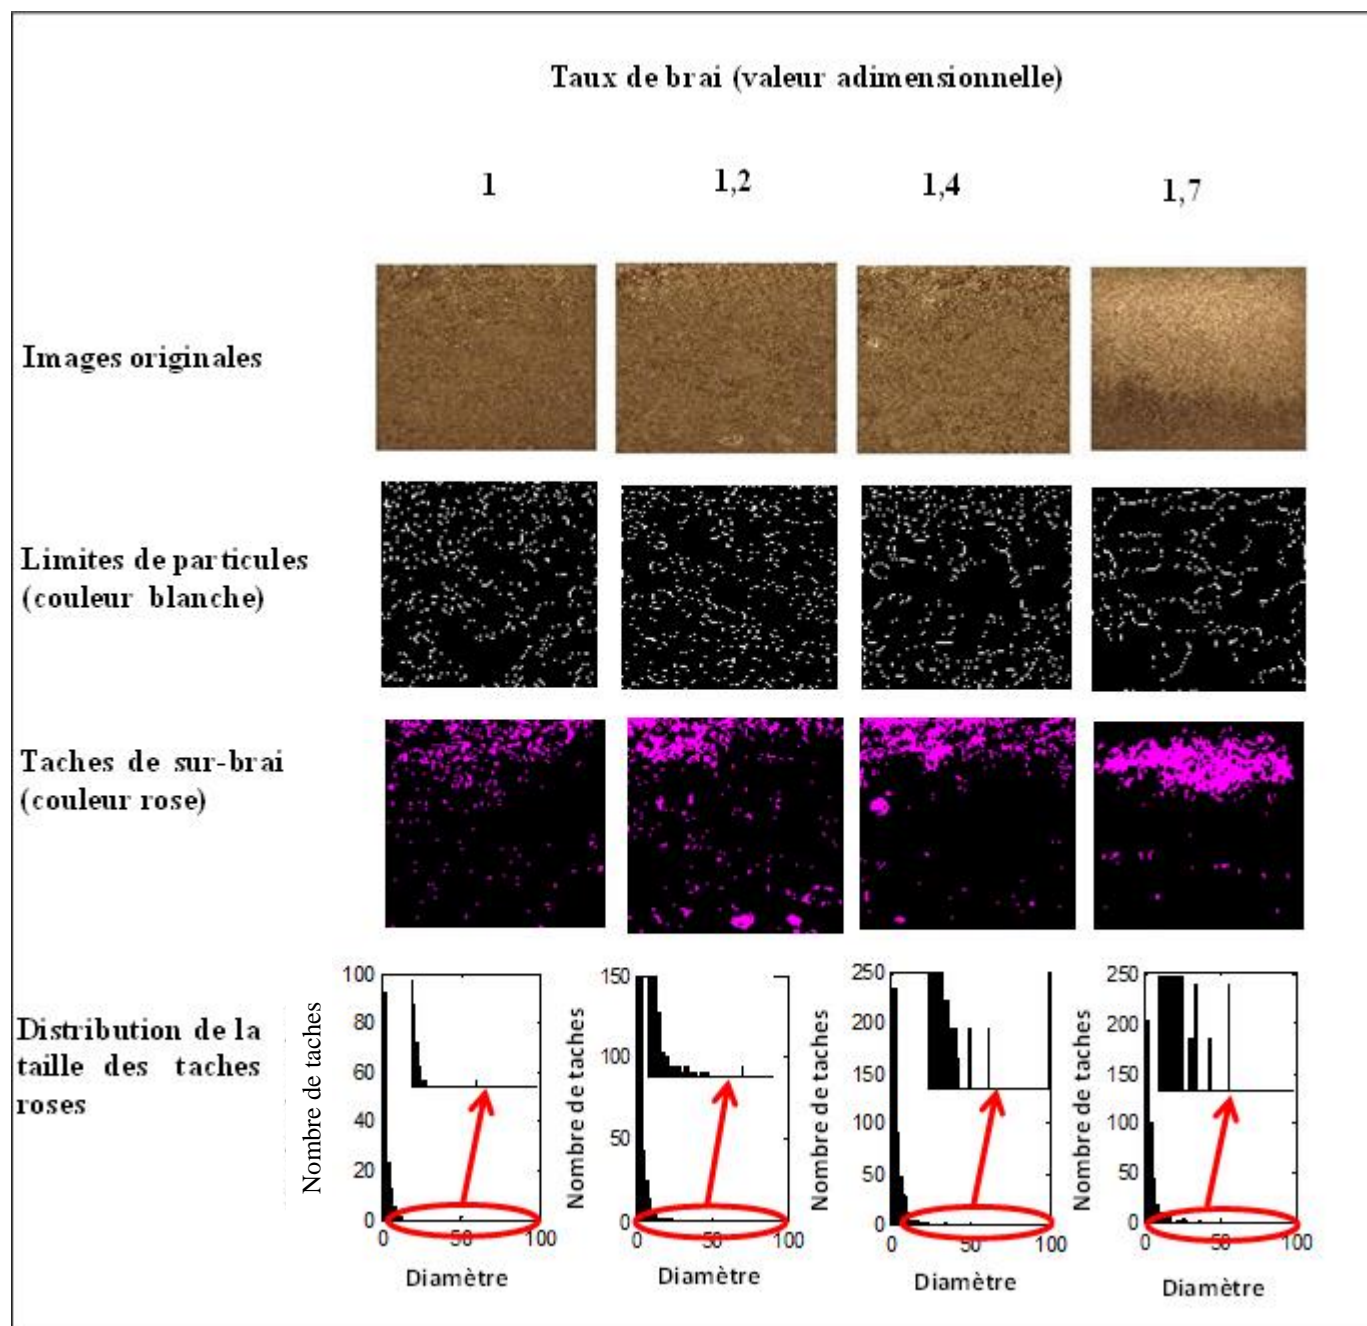 Taux de brai (valeur adimensionnelle)
1 1,2 1,4 1,7
Images originales
Limites de particules
(couleur blanche)
Taches de sur-brai
(couleur rose)
Distribution de la
taille des taches
roses
Nombre de taches
100
80
60
40
20
0
0 50 100
Diamètre
Nombre de taches
150
100
50
0
0 50 100
Diamètre
Nombre de taches
250
200
150
100
50
0
0 50 100
Diamètre
Nombre de taches
250
200
150
100
50
0
0 50 100
Diamètre